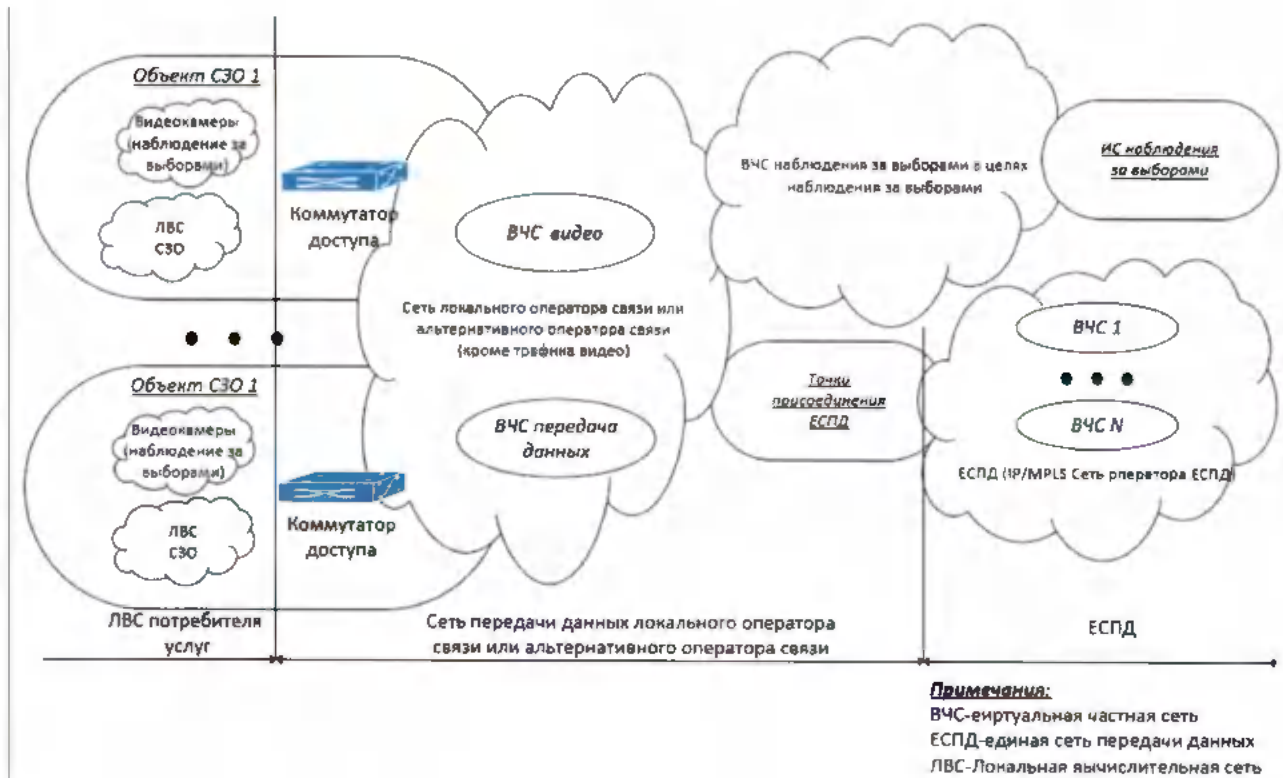 Объект СЗО 1
Видеокамеры
(наблюдение за
выборами)
ЛВС
СЗО
Коммутатор
доступа
ВЧС видео
Сеть локального оператора связи или
альтернативного оператора связи
(кроме трафика видео)
ВЧС передача
данных
ВЧС наблюдения за выборами в целях
наблюдения за выборами
ИС наблюдения
за выборами
Объект СЗО 1
Видеокамеры
(наблюдение за
выборами)
ЛВС
СЗО
Коммутатор
доступа
Точки
присоединения
ЕСПД
ВЧС 1
ВЧС N
ЕСПД (IP/MPLS Сеть рператора ЕСПД)
ЛВС потребителя
услуг
Сеть передачи данных локального оператора
связи или альтернативного оператора связи
ЕСПД
Примечания:
ВЧС-еиртуальная частная сеть
ЕСПД-единая сеть передачи данных
ЛВС-Локальная вычислительная сеть